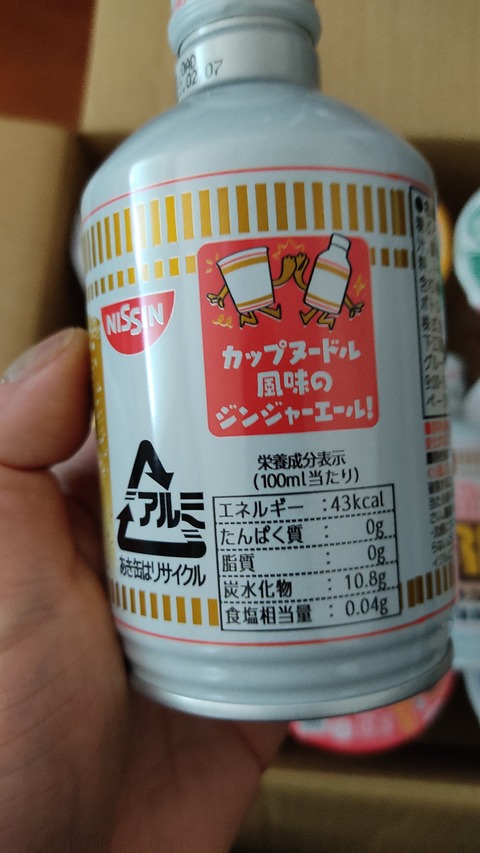 .02.07
NISSIN
カップヌードル
風味の
ジンジャーエール!
栄養成分表示
(100ml当たり)
エネルギー :43kcal
たんぱく質 : 0g
脂質 : 0g
炭水化物 : 10.8g
食塩相当量 : 0.04g
アルミ
あき缶はリサイクル